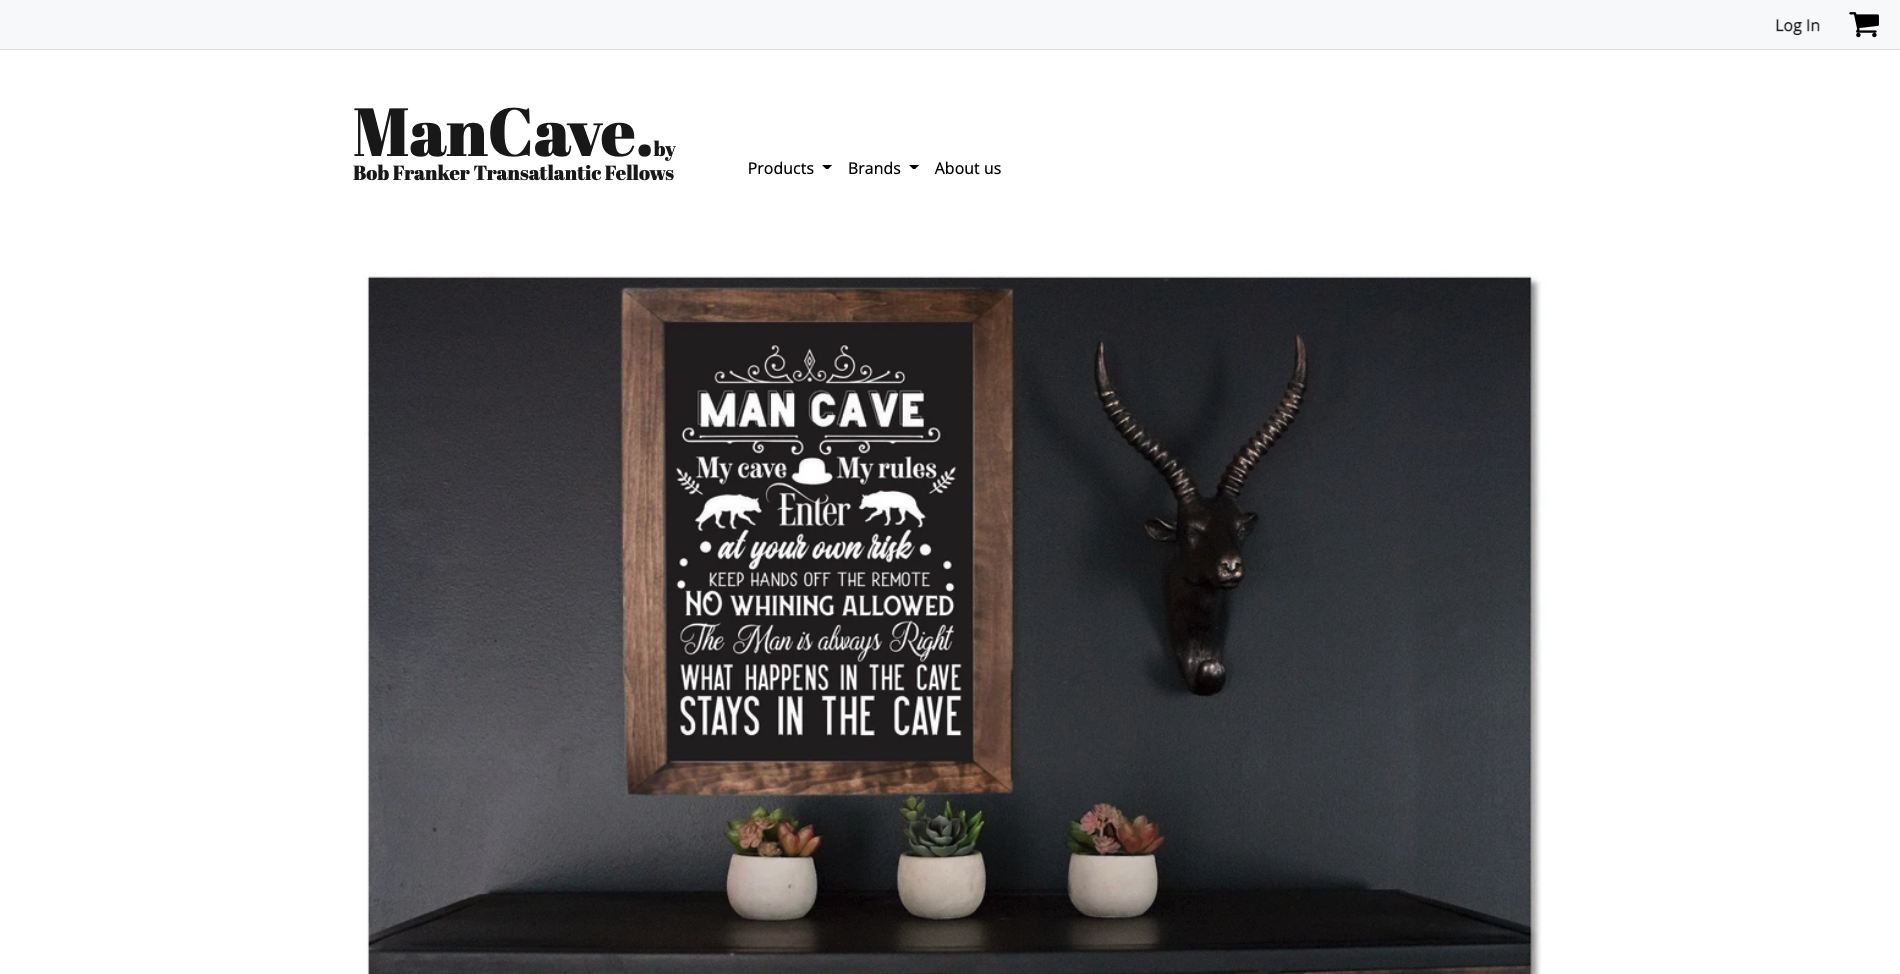 Log In
ManCave.by
Bob Franker Transatlantic Fellows
Products
Brands
About us
MAN CAVE
My cave My rules
Enter
at your own risk
KEEP HANDS OFF THE REMOTE
NO WHINING ALLOWED
The Man is always Right
WHAT HAPPENS IN THE CAVE
STAYS IN THE CAVE